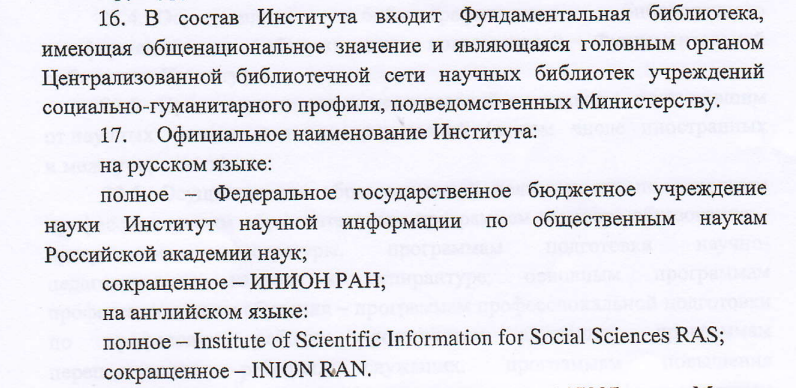 16. В состав Института входит Фундаментальная библиотека,
имеющая общенациональное значение и являющаяся головным органом
Централизованной библиотечной сети научных библиотек учреждений
социально-гуманитарного профиля, подведомственных Министерству.
17. Официальное наименование Института:
на русском языке:
полное – Федеральное государственное бюджетное учреждение
науки Институт научной информации по общественным наукам
Российской академии наук;
сокращенное – ИНИОН РАН;
на английском языке:
полное – Institute of Scientific Information for Social Sciences RAS;
сокращенное – INION RAN.